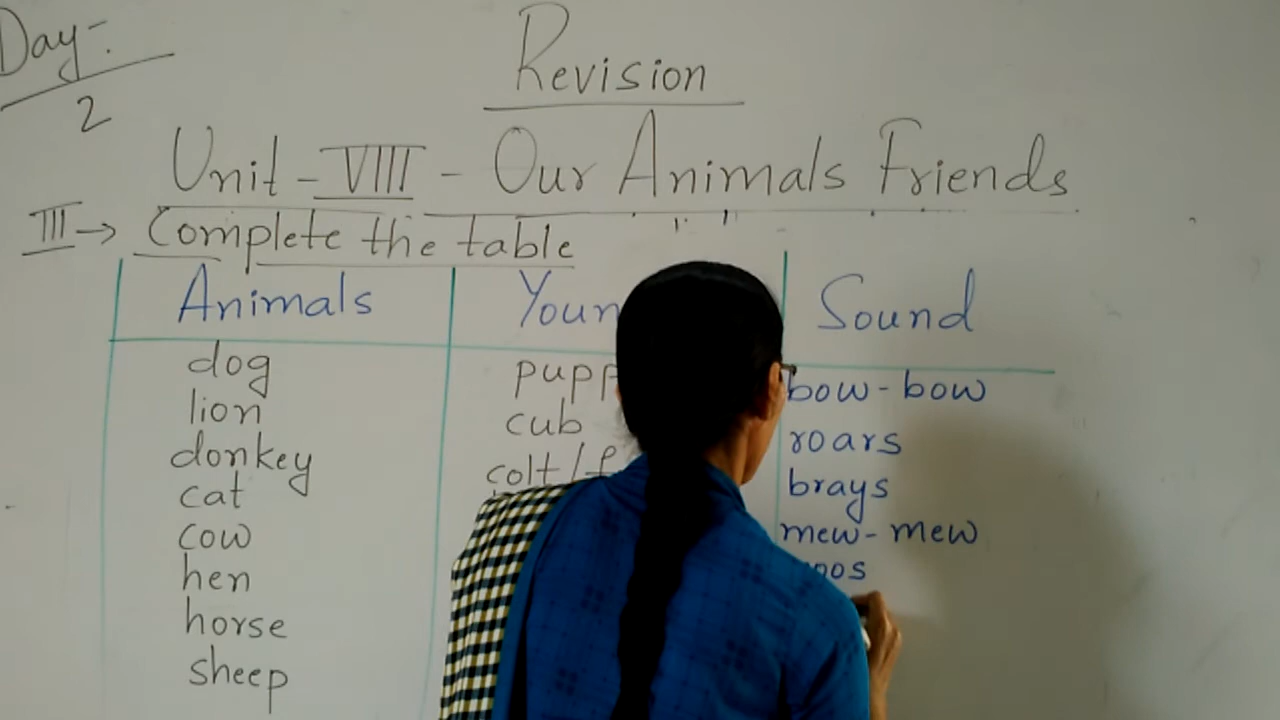 Day:-
2
Revision
Unit - VIII - Our Animals Friends
III → Complete the table
Animals Sound
dog bow-bow
lion cub roars
donkey colt/ brays
cat mew-mew
cow
hen
horse
sheep